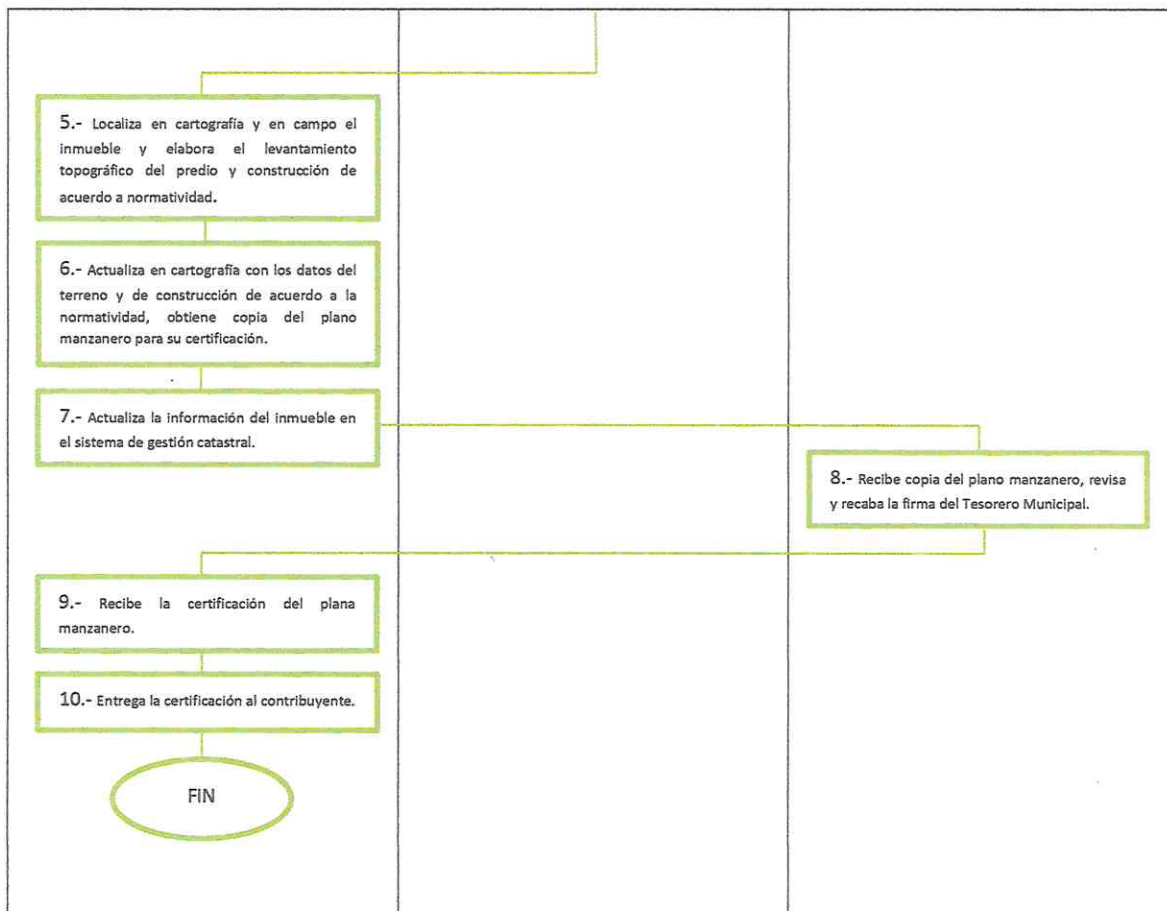 5.- Localiza en cartografía y en campo el
inmueble y elabora el levantamiento
topográfico del predio y construcción de
acuerdo a normatividad.
6.- Actualiza en cartografía con los datos del
terreno y de construcción de acuerdo a la
normatividad, obtiene copia del plano
manzanero para su certificación.
7.- Actualiza la información del inmueble en
el sistema de gestión catastral.
8.- Recibe copia del plano manzanero, revisa
y recaba la firma del Tesorero Municipal.
9.- Recibe la certificación del plana
manzanero.
10.- Entrega la certificación al contribuyente.
FIN